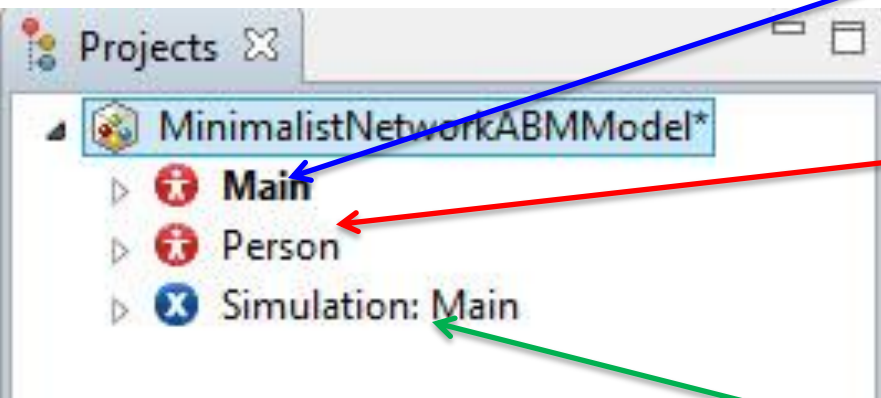 Projects
MinimalistNetworkABMModel*
Main
Person
Simulation: Main